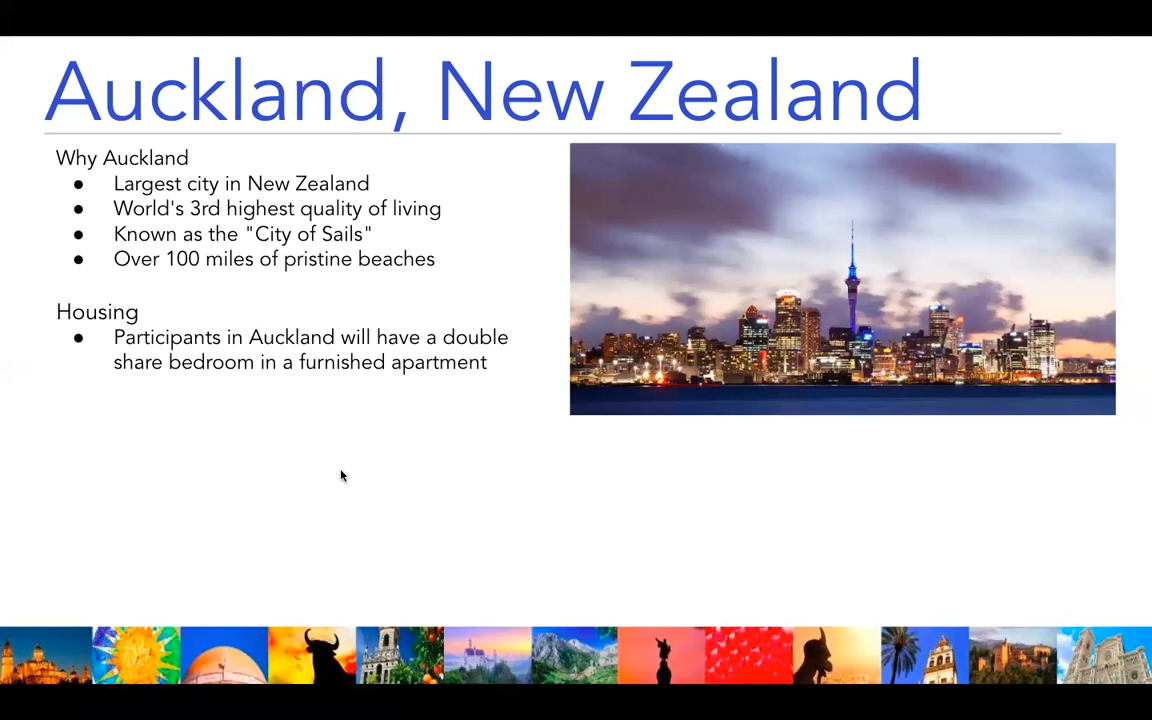 Auckland, New Zealand
Why Auckland
● Largest city in New Zealand
● World's 3rd highest quality of living
● Known as the "City of Sails"
● Over 100 miles of pristine beaches
Housing
● Participants in Auckland will have a double
share bedroom in a furnished apartment